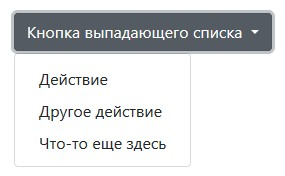 Кнопка выпадающего списка
Действие
Другое действие
Что-то еще здесь